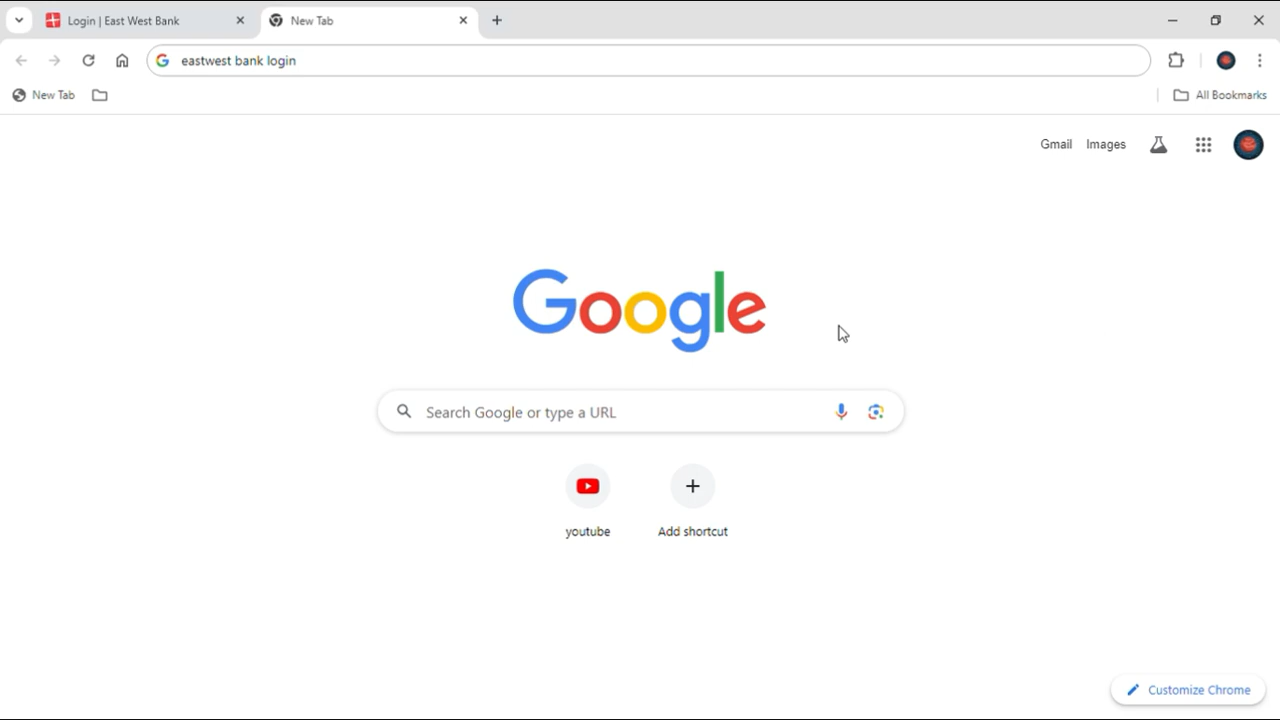 Login | East West Bank
New Tab
eastwest bank login
New Tab
All Bookmarks
Gmail Images
Google
Search Google or type a URL
youtube
Add shortcut
Customize Chrome